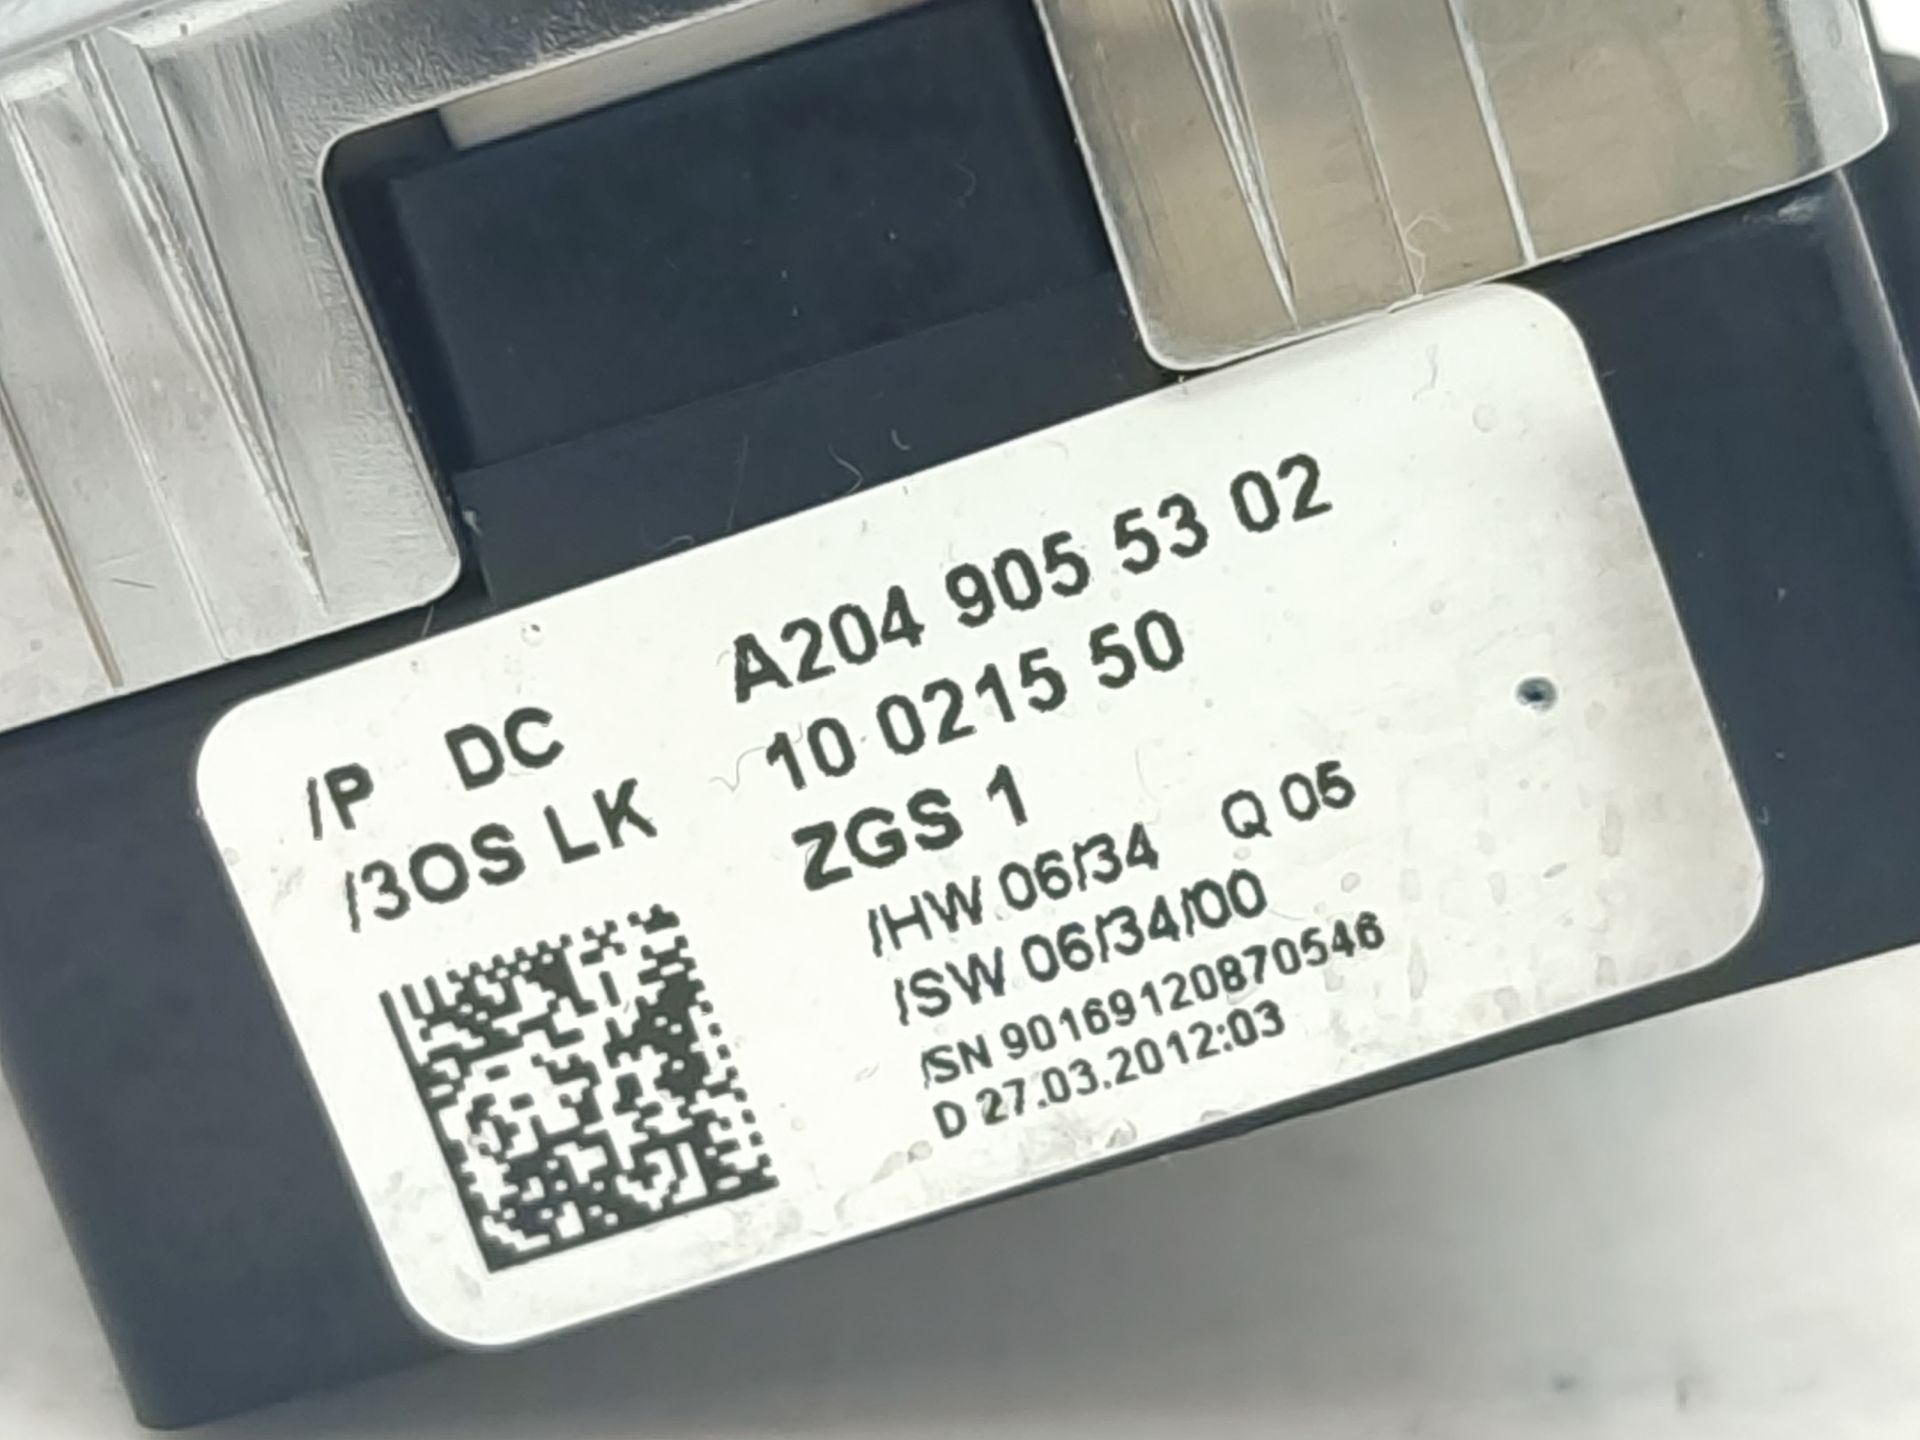 A204 905 53 02
/P DC 10 0215 50
/3OS LK ZGS 1
/HW 06/34 Q 05
/SW 06/34/00
/SN 90169120870546
D 27.03.2012:03